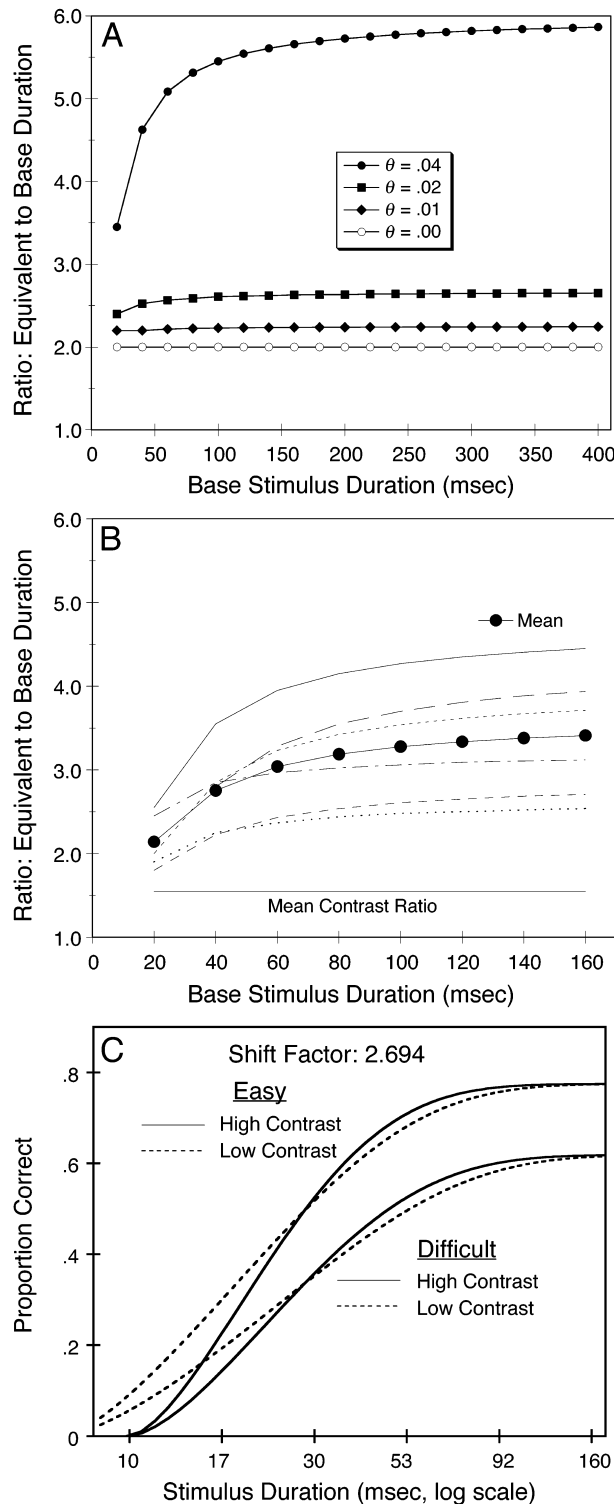 A
Ratio: Equivalent to Base Duration
6.0
5.0
4.0
3.0
2.0
1.0
θ = .04
θ = .02
θ = .01
θ = .00
0 50 100 150 200 250 300 350 400
Base Stimulus Duration (msec)
B
Ratio: Equivalent to Base Duration
6.0
5.0
4.0
3.0
2.0
1.0
Mean
Mean Contrast Ratio
0 20 40 60 80 100 120 140 160
Base Stimulus Duration (msec)
C
Shift Factor: 2.694
Proportion Correct
.8
.6
.4
.2
0
Easy
High Contrast
Low Contrast
Difficult
High Contrast
Low Contrast
10 17 30 53 92 160
Stimulus Duration (msec, log scale)